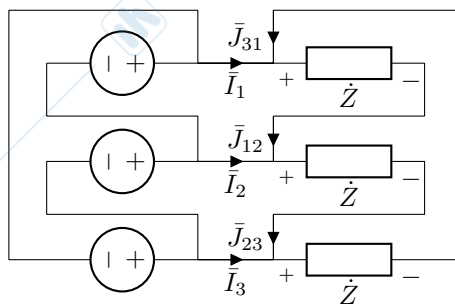 J̄₃₁
− + Ī₁ + − Ż
J̄₁₂
− + Ī₂ + − Ż
J̄₂₃
− + Ī₃ + − Ż